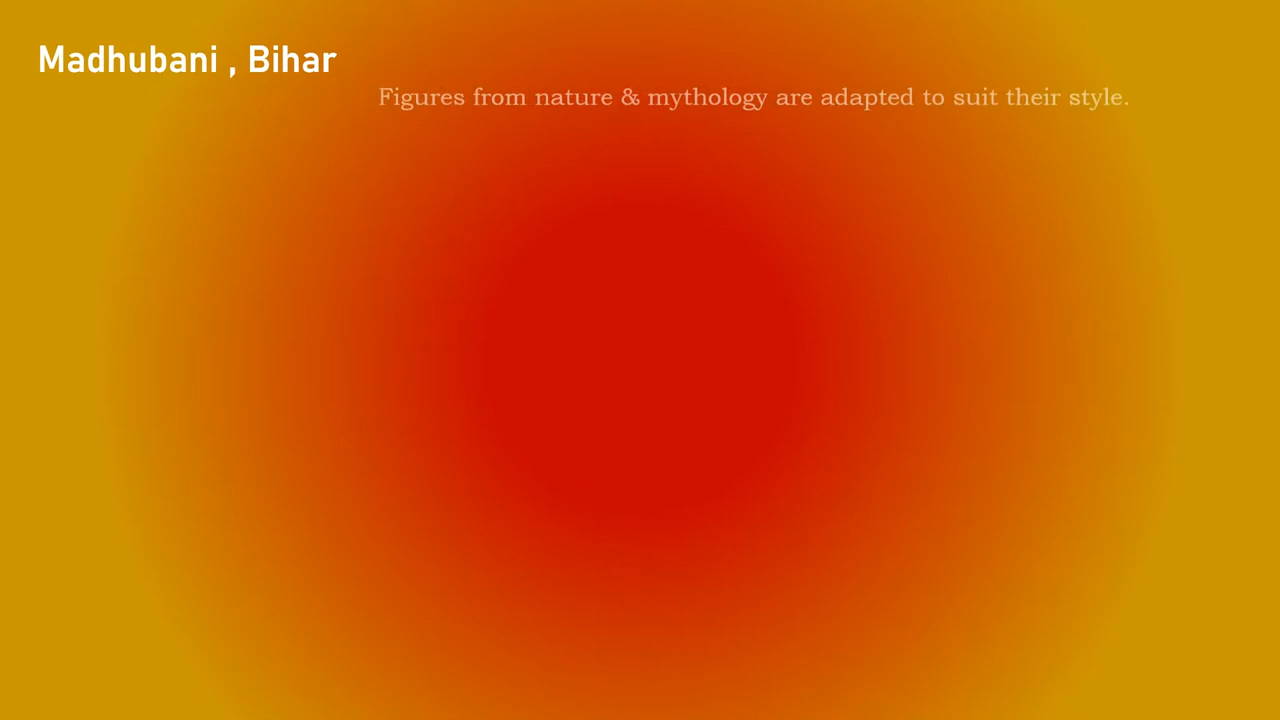 Madhubani , Bihar
Figures from nature & mythology are adapted to suit their style.